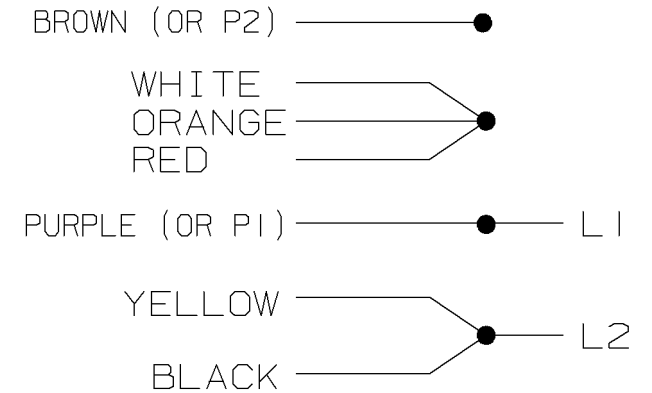 BROWN (OR P2)
WHITE
ORANGE
RED
PURPLE (OR P1) L1
YELLOW
L2
BLACK